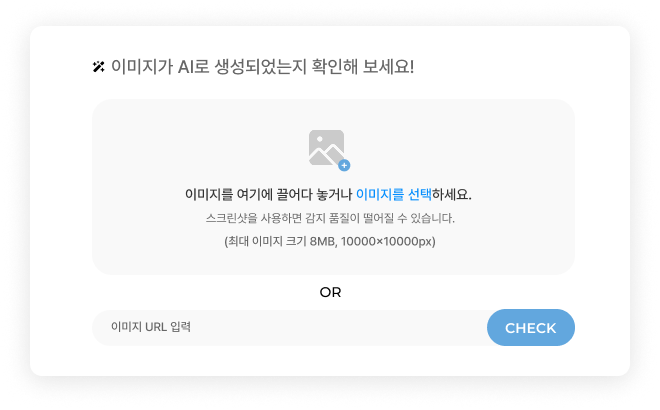 이미지가 AI로 생성되었는지 확인해 보세요!
이미지를 여기에 끌어다 놓거나 이미지를 선택하세요.
스크린샷을 사용하면 감지 품질이 떨어질 수 있습니다.
(최대 이미지 크기 8MB, 10000×10000px)
OR
이미지 URL 입력
CHECK